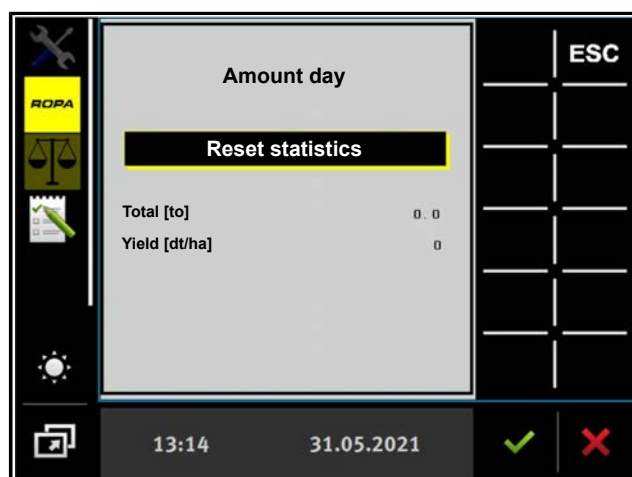 ESC
Amount day
ROPA
Reset statistics
Total [to] 0.0
Yield [dt/ha] 0
13:14 31.05.2021